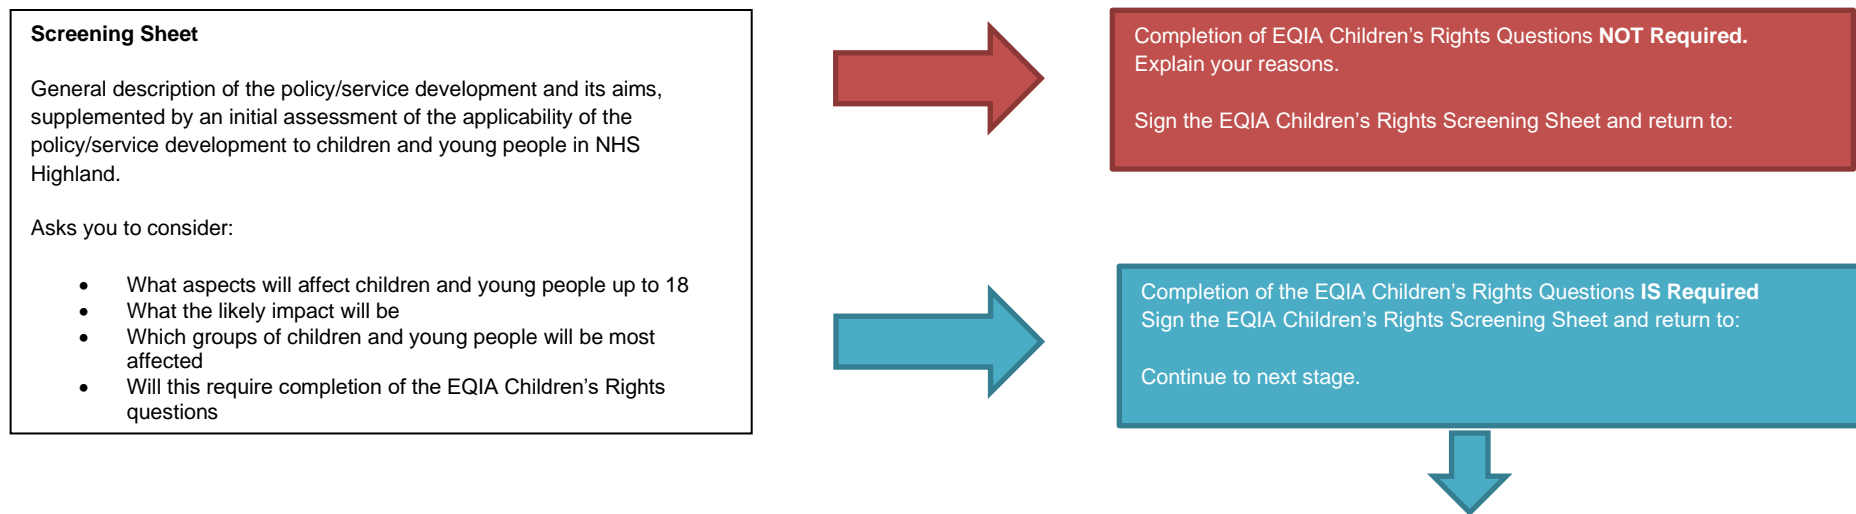 Screening Sheet
General description of the policy/service development and its aims,
supplemented by an initial assessment of the applicability of the
policy/service development to children and young people in NHS
Highland.
Asks you to consider:
• What aspects will affect children and young people up to 18
• What the likely impact will be
• Which groups of children and young people will be most
affected
• Will this require completion of the EQIA Children’s Rights
questions
Completion of EQIA Children’s Rights Questions NOT Required.
Explain your reasons.
Sign the EQIA Children’s Rights Screening Sheet and return to:
Completion of the EQIA Children’s Rights Questions IS Required
Sign the EQIA Children’s Rights Screening Sheet and return to:
Continue to next stage.